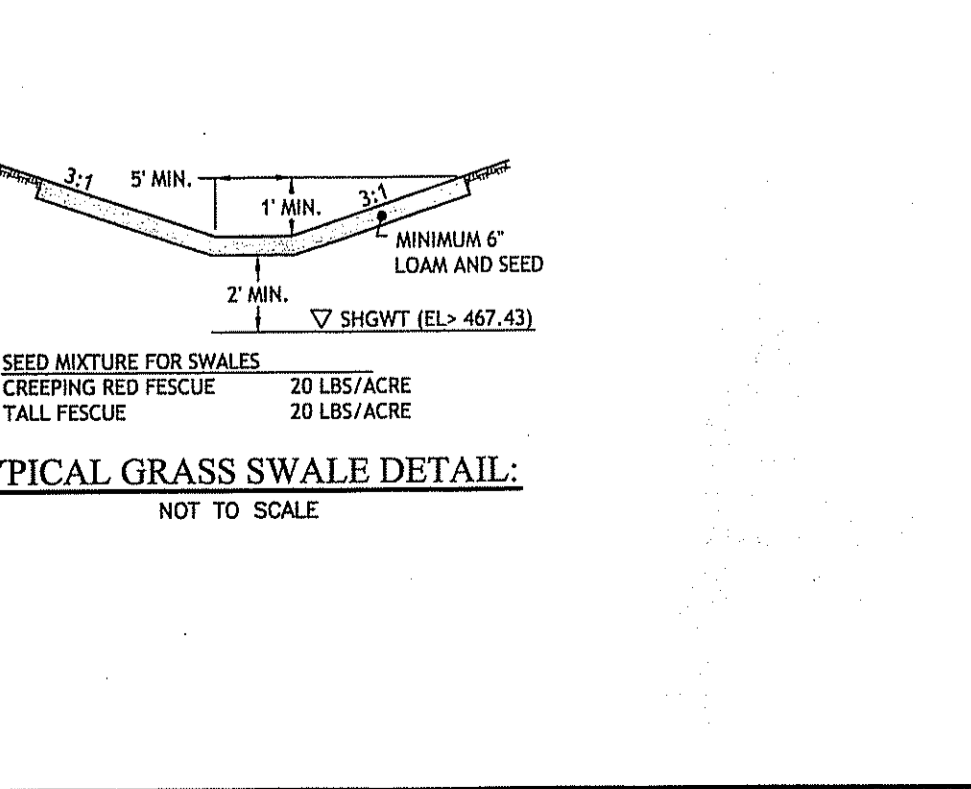 3:1
5' MIN.
1' MIN.
3:1
MINIMUM 6"
LOAM AND SEED
2' MIN.
SHGWT (EL> 467.43)
SEED MIXTURE FOR SWALES
CREEPING RED FESCUE 20 LBS/ACRE
TALL FESCUE 20 LBS/ACRE
YPICAL GRASS SWALE DETAIL:
NOT TO SCALE